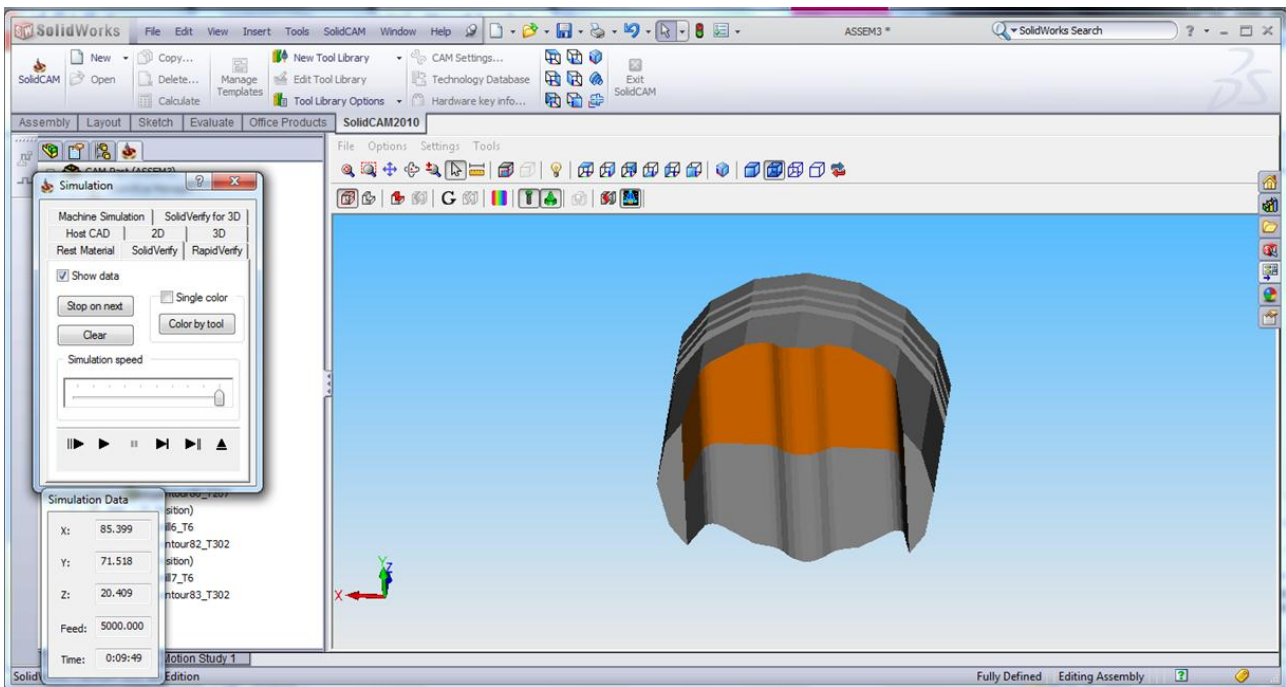 SolidWorks File Edit View Insert Tools SolidCAM Window Help ASSEM3 * SolidWorks Search
SolidCAM
New
Open
Copy...
Delete...
Calculate
Manage Templates
New Tool Library
Edit Tool Library
Tool Library Options
CAM Settings...
Technology Database
Hardware key info...
Exit SolidCAM
Assembly Layout Sketch Evaluate Office Products SolidCAM2010
File Options Settings Tools
CAM Part (ASSEM3)
Simulation
Machine Simulation SolidVerify for 3D
Host CAD 2D 3D
Rest Material SolidVerify RapidVerify
Show data
Stop on next
Single color
Clear
Color by tool
Simulation speed
Simulation Data
X: 85.399
Y: 71.518
Z: 20.409
Feed: 5000.000
Time: 0:09:49
sition)
ill6_T6
ntour82_T302
sition)
ill7_T6
ntour83_T302
G
Y
Z
X
Motion Study 1
Solid
Edition
Fully Defined Editing Assembly